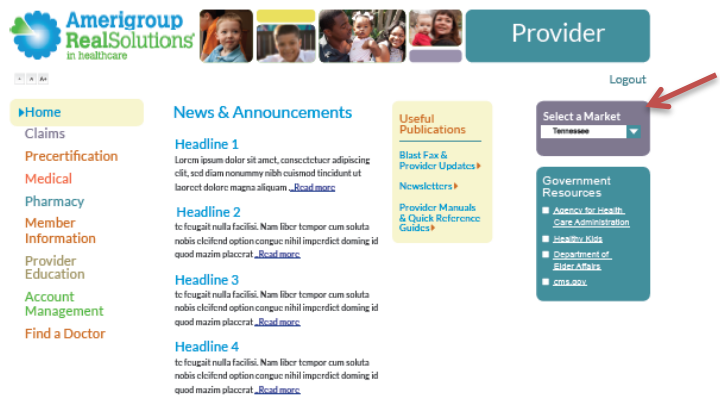 Amerigroup
RealSolutions
in healthcare
Provider
Logout
A A A+
Home
Claims
Precertification
Medical
Pharmacy
Member
Information
Provider
Education
Account
Management
Find a Doctor
News & Announcements
Headline 1
Lorem ipsum dolor sit amet, consectetuer adipiscing
elit, sed diam nonummy nibh euismod tincidunt ut
laoreet dolore magna aliquam ...Read more
Headline 2
te feugait nulla facilisi. Nam liber tempor cum soluta
nobis eleifend option congue nihil imperdiet doming id
quod mazim placerat ...Read more
Headline 3
te feugait nulla facilisi. Nam liber tempor cum soluta
nobis eleifend option congue nihil imperdiet doming id
quod mazim placerat ...Read more
Headline 4
te feugait nulla facilisi. Nam liber tempor cum soluta
nobis eleifend option congue nihil imperdiet doming id
quod mazim placerat ...Read more
Useful
Publications
Blast Fax &
Provider Updates
Newsletters
Provider Manuals
& Quick Reference
Guides
Select a Market
Tennessee
Government
Resources
Agency for Health
Care Administration
Healthy Kids
Department of
Elder Affairs
cms.gov